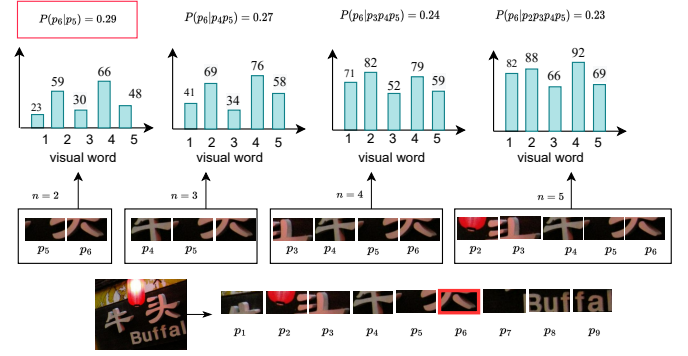 P(p₆|p₅) = 0.29
P(p₆|p₄p₅) = 0.27
P(p₆|p₃p₄p₅) = 0.24
P(p₆|p₂p₃p₄p₅) = 0.23
23 59 30 66 48
41 69 34 76 58
71 82 52 79 59
82 88 66 92 69
1 2 3 4 5
1 2 3 4 5
1 2 3 4 5
1 2 3 4 5
visual word
visual word
visual word
visual word
n = 2
n = 3
n = 4
n = 5
牛 头
头
牛
p₅ p₆
p₄ p₅
p₃ p₄ p₅ p₆
p₂ p₃ p₄ p₅ p₆
牛头
Buffal
Buffal
p₁ p₂ p₃ p₄ p₅ p₆ p₇ p₈ p₉